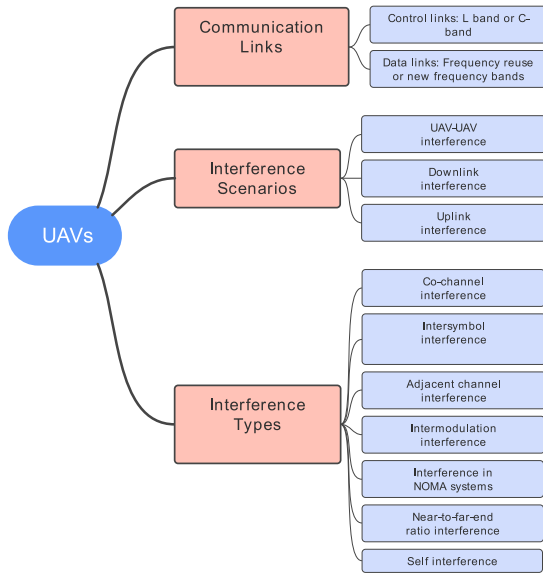 UAVs
Communication
Links
Control links: L band or C-
band
Data links: Frequency reuse
or new frequency bands
Interference
Scenarios
UAV-UAV
interference
Downlink
interference
Uplink
interference
Interference
Types
Co-channel
interference
Intersymbol
interference
Adjacent channel
interference
Intermodulation
interference
Interference in
NOMA systems
Near-to-far-end
ratio interference
Self interference